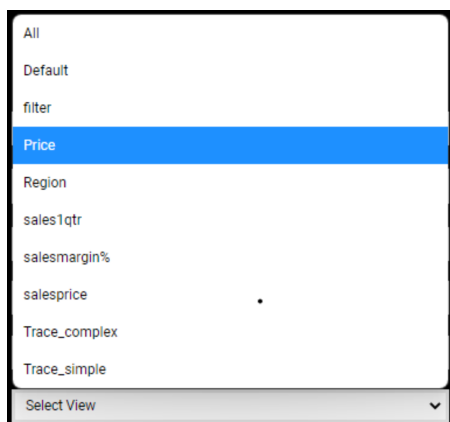 All
Default
filter
Price
Region
sales1qtr
salesmargin%
salesprice
Trace_complex
Trace_simple
Select View